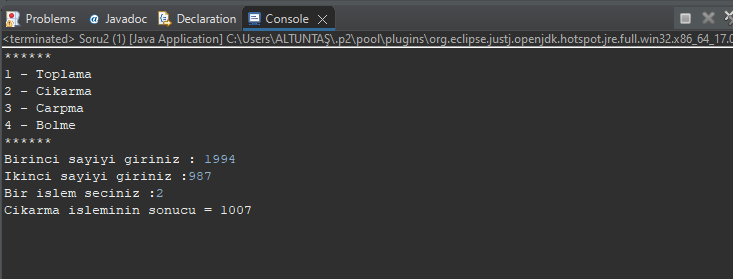 Problems @ Javadoc Declaration Console
<terminated> Soru2 (1) [Java Application] C:\Users\ALTUNTAŞ\.p2\pool\plugins\org.eclipse.justj.openjdk.hotspot.jre.full.win32.x86_64_17.0
******
1 - Toplama
2 - Cikarma
3 - Carpma
4 - Bolme
******
Birinci sayiyi giriniz : 1994
Ikinci sayiyi giriniz :987
Bir islem seciniz :2
Cikarma isleminin sonucu = 1007